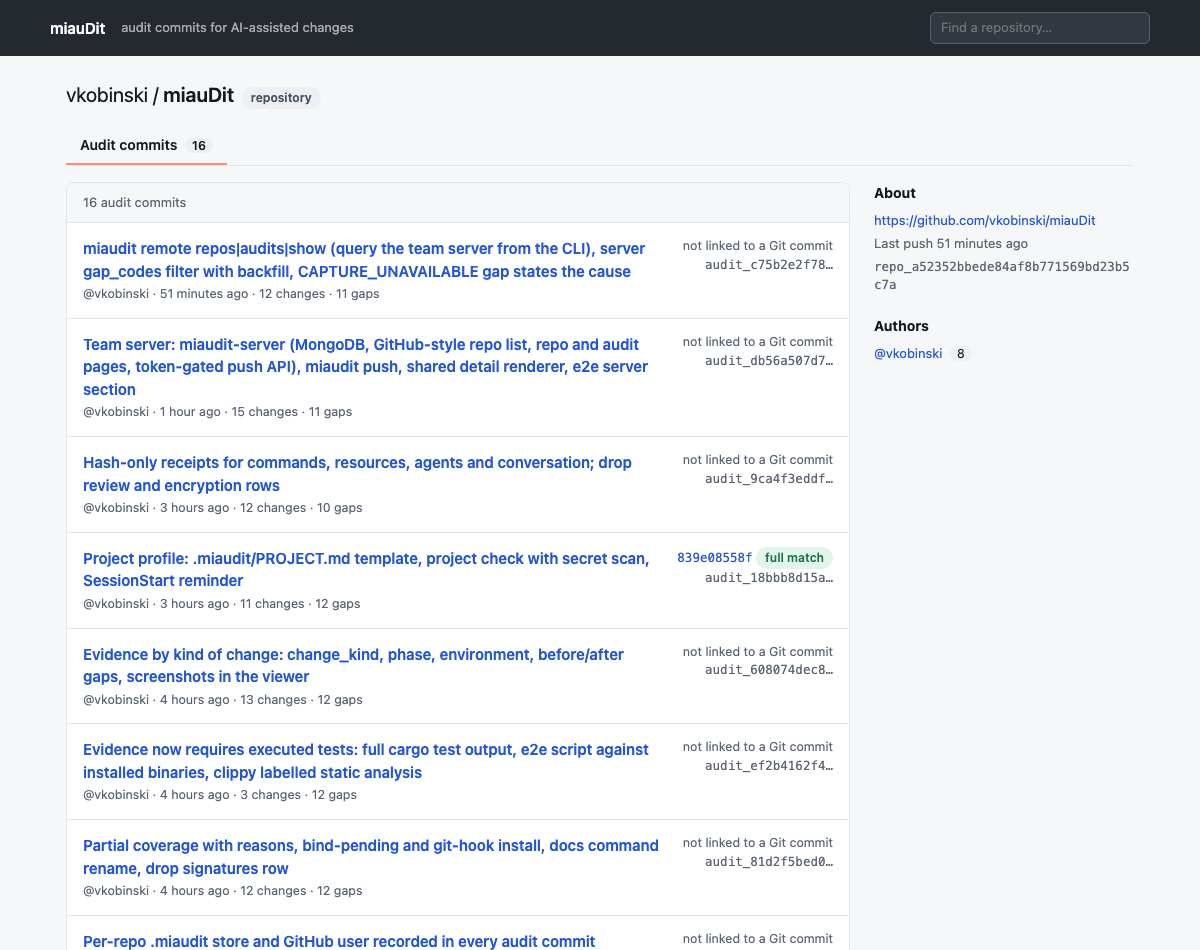 miauDit audit commits for AI-assisted changes Find a repository...
vkobinski / miauDit repository
Audit commits 16
16 audit commits
miaudit remote repos|audits|show (query the team server from the CLI), server
gap_codes filter with backfill, CAPTURE_UNAVAILABLE gap states the cause
@vkobinski · 51 minutes ago · 12 changes · 11 gaps
not linked to a Git commit
audit_c75b2e2f78…
Team server: miaudit-server (MongoDB, GitHub-style repo list, repo and audit
pages, token-gated push API), miaudit push, shared detail renderer, e2e server
section
@vkobinski · 1 hour ago · 15 changes · 11 gaps
not linked to a Git commit
audit_db56a507d7…
Hash-only receipts for commands, resources, agents and conversation; drop
review and encryption rows
@vkobinski · 3 hours ago · 12 changes · 10 gaps
not linked to a Git commit
audit_9ca4f3eddf…
Project profile: .miaudit/PROJECT.md template, project check with secret scan,
SessionStart reminder
@vkobinski · 3 hours ago · 11 changes · 12 gaps
839e08558f full match
audit_18bbb8d15a…
Evidence by kind of change: change_kind, phase, environment, before/after
gaps, screenshots in the viewer
@vkobinski · 4 hours ago · 13 changes · 12 gaps
not linked to a Git commit
audit_608074dec8…
Evidence now requires executed tests: full cargo test output, e2e script against
installed binaries, clippy labelled static analysis
@vkobinski · 4 hours ago · 3 changes · 12 gaps
not linked to a Git commit
audit_ef2b4162f4…
Partial coverage with reasons, bind-pending and git-hook install, docs command
rename, drop signatures row
@vkobinski · 4 hours ago · 12 changes · 12 gaps
not linked to a Git commit
audit_81d2f5bed0…
Per-repo .miaudit store and GitHub user recorded in every audit commit
not linked to a Git commit
About
https://github.com/vkobinski/miauDit
Last push 51 minutes ago
repo_a52352bbede84af8b771569bd23b5
c7a
Authors
@vkobinski 8